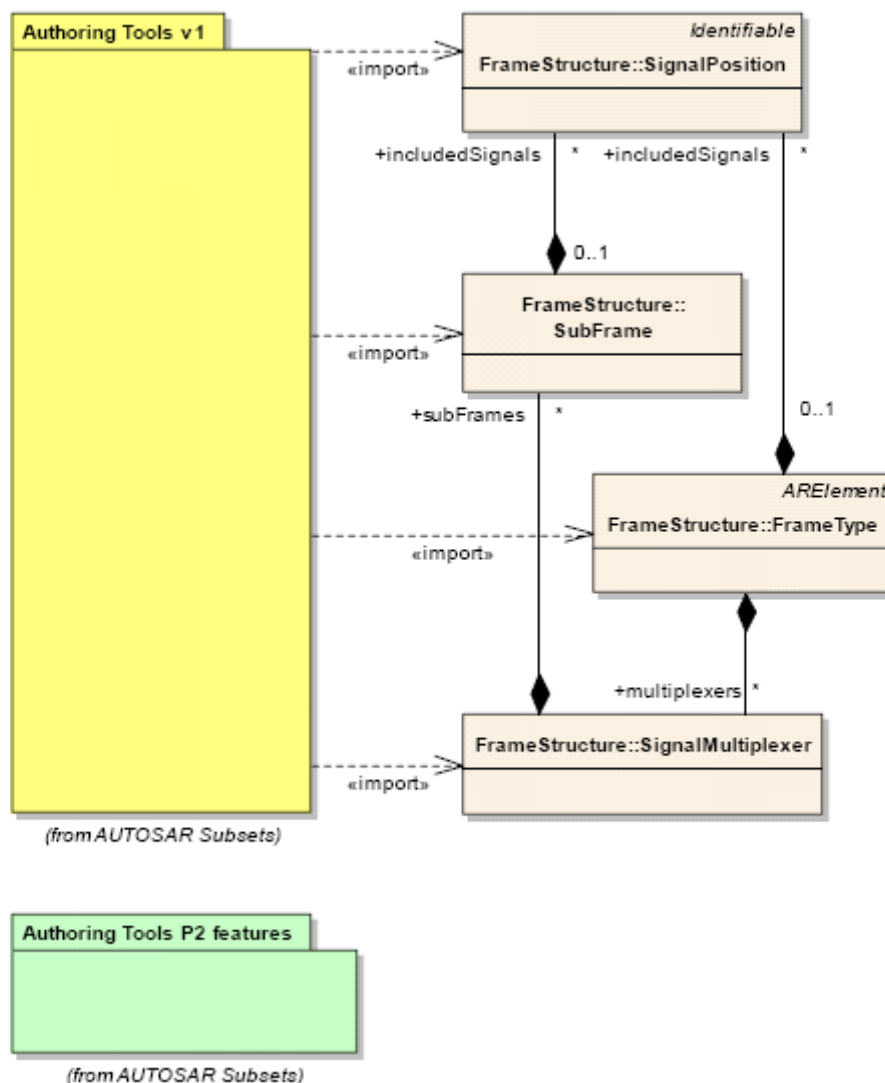 Authoring Tools v1
Identifiable
FrameStructure::SignalPosition
«import»
+includedSignals * +includedSignals *
0..1
FrameStructure::
SubFrame
«import»
+subFrames *
0..1
ARElement
FrameStructure::FrameType
«import»
+multiplexers *
FrameStructure::SignalMultiplexer
«import»
(from AUTOSAR Subsets)
Authoring Tools P2 features
(from AUTOSAR Subsets)